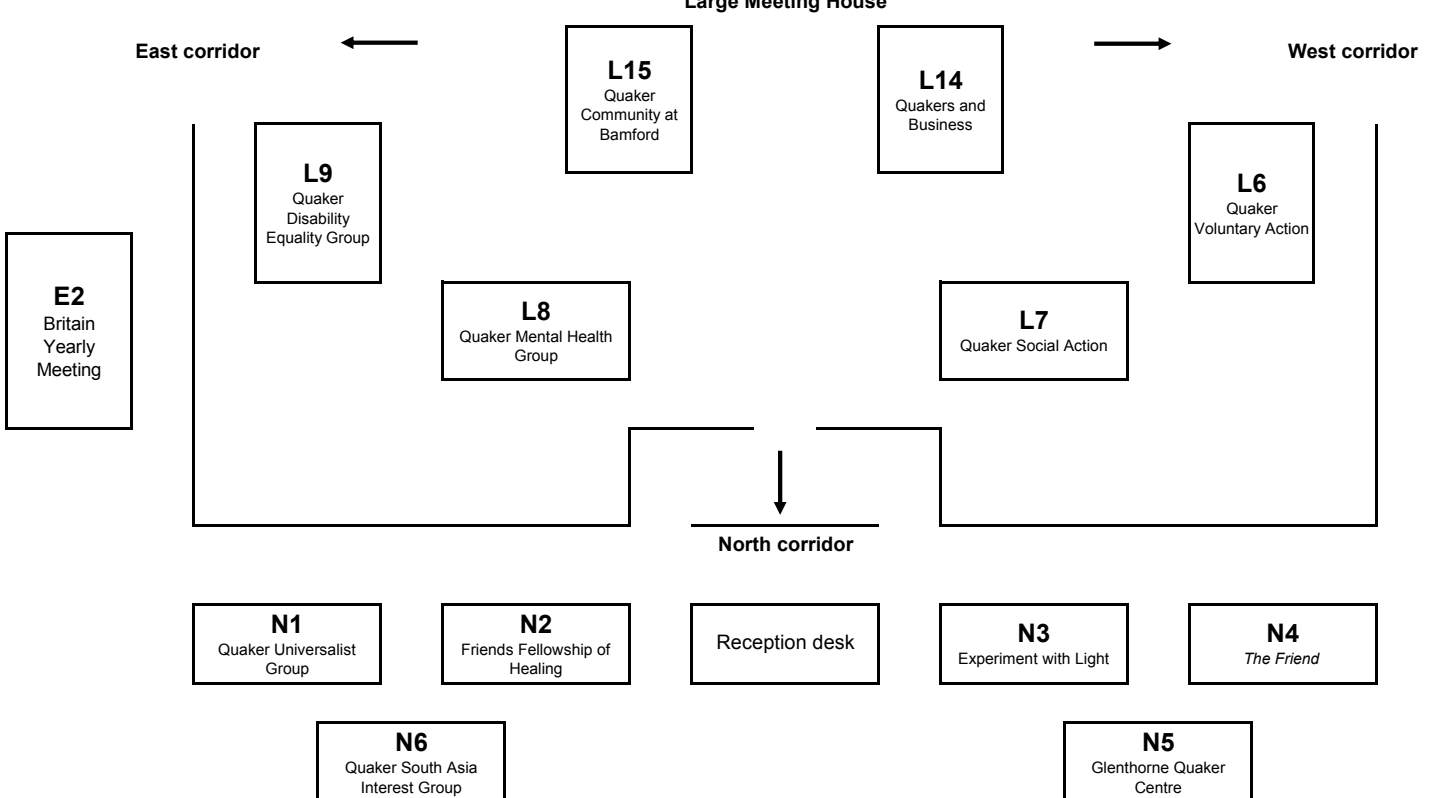 Large Meeting House
East corridor
West corridor
L15
Quaker
Community at
Bamford
L14
Quakers and
Business
L9
Quaker
Disability
Equality Group
L6
Quaker
Voluntary Action
E2
Britain
Yearly
Meeting
L8
Quaker Mental Health
Group
L7
Quaker Social Action
North corridor
N1
Quaker Universalist
Group
N2
Friends Fellowship of
Healing
Reception desk
N3
Experiment with Light
N4
The Friend
N6
Quaker South Asia
Interest Group
N5
Glenthorne Quaker
Centre